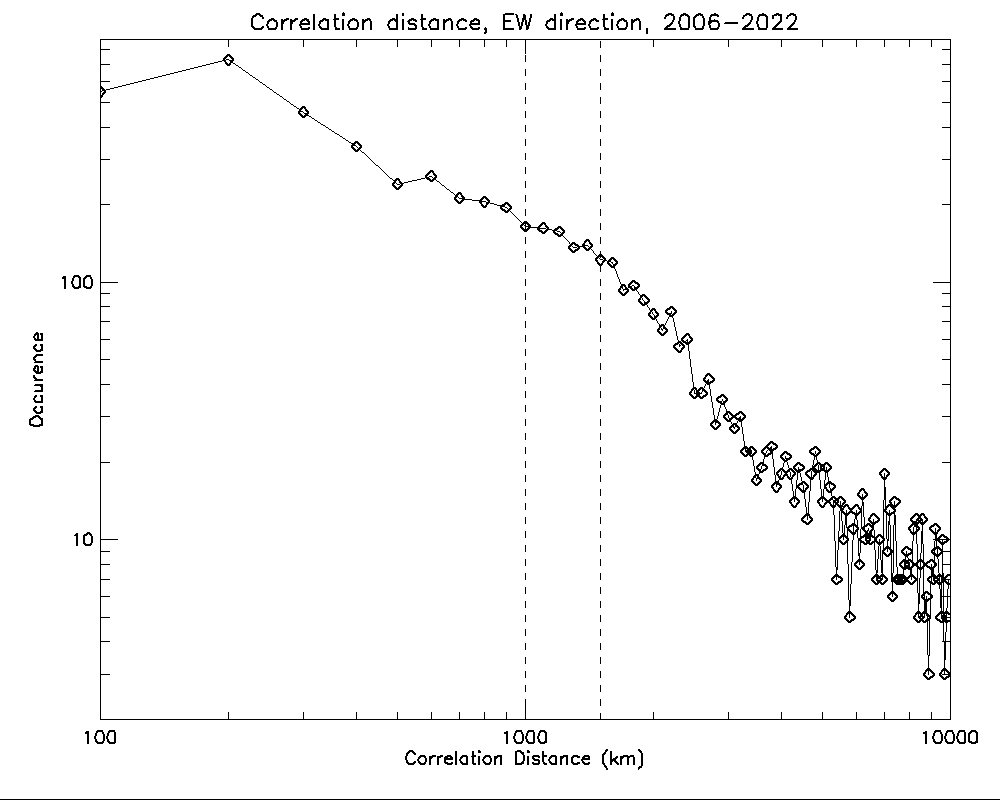 Correlation distance, EW direction, 2006-2022
100
10
Occurence
100 1000 10000
Correlation Distance (km)